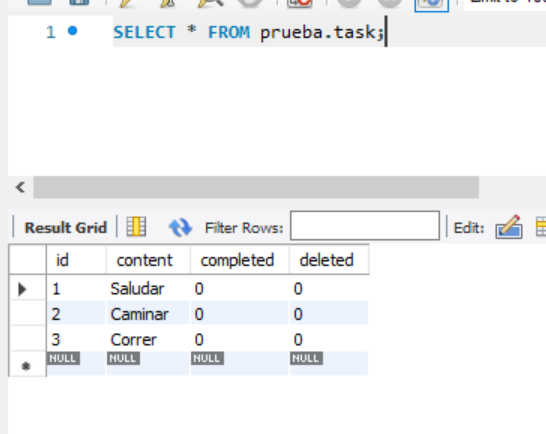 1 SELECT * FROM prueba.task;
Result Grid Filter Rows: Edit:
id content completed deleted
1 Saludar 0 0
2 Caminar 0 0
3 Correr 0 0
NULL NULL NULL NULL